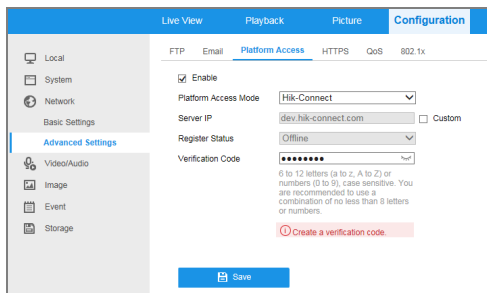 Live View Playback Picture Configuration
FTP Email Platform Access HTTPS QoS 802.1x
Local
System
Network
Basic Settings
Advanced Settings
Video/Audio
Image
Event
Storage
Enable
Platform Access Mode Hik-Connect
Server IP dev.hik-connect.com Custom
Register Status Offline
Verification Code ••••••••
6 to 12 letters (a to z, A to Z) or
numbers (0 to 9), case sensitive. You
are recommended to use a
combination of no less than 8 letters
or numbers.
Create a verification code.
Save